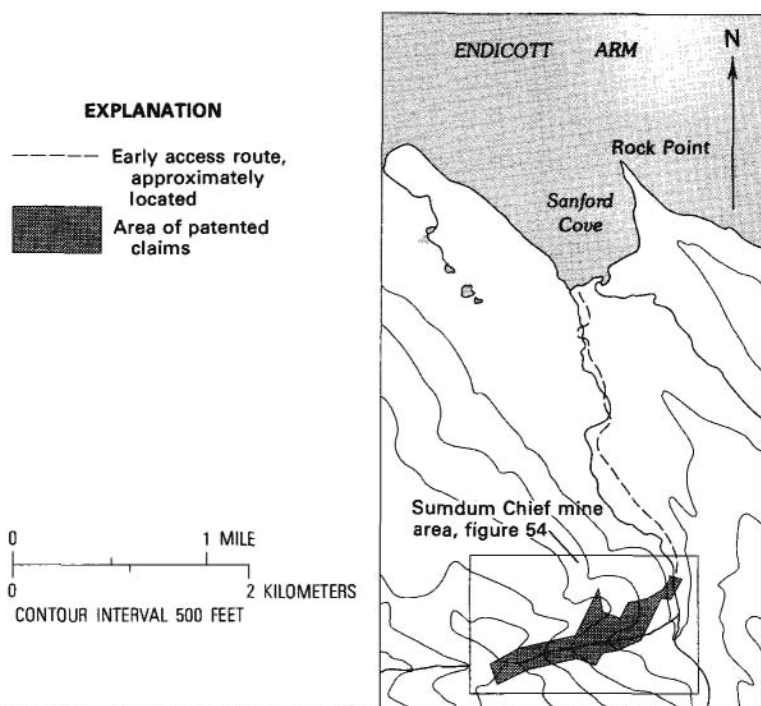 EXPLANATION
Early access route,
approximately
located
Area of patented
claims
0 1 MILE
0 2 KILOMETERS
CONTOUR INTERVAL 500 FEET
ENDICOTT ARM
N
Rock Point
Sanford
Cove
Sumdum Chief mine
area, figure 54